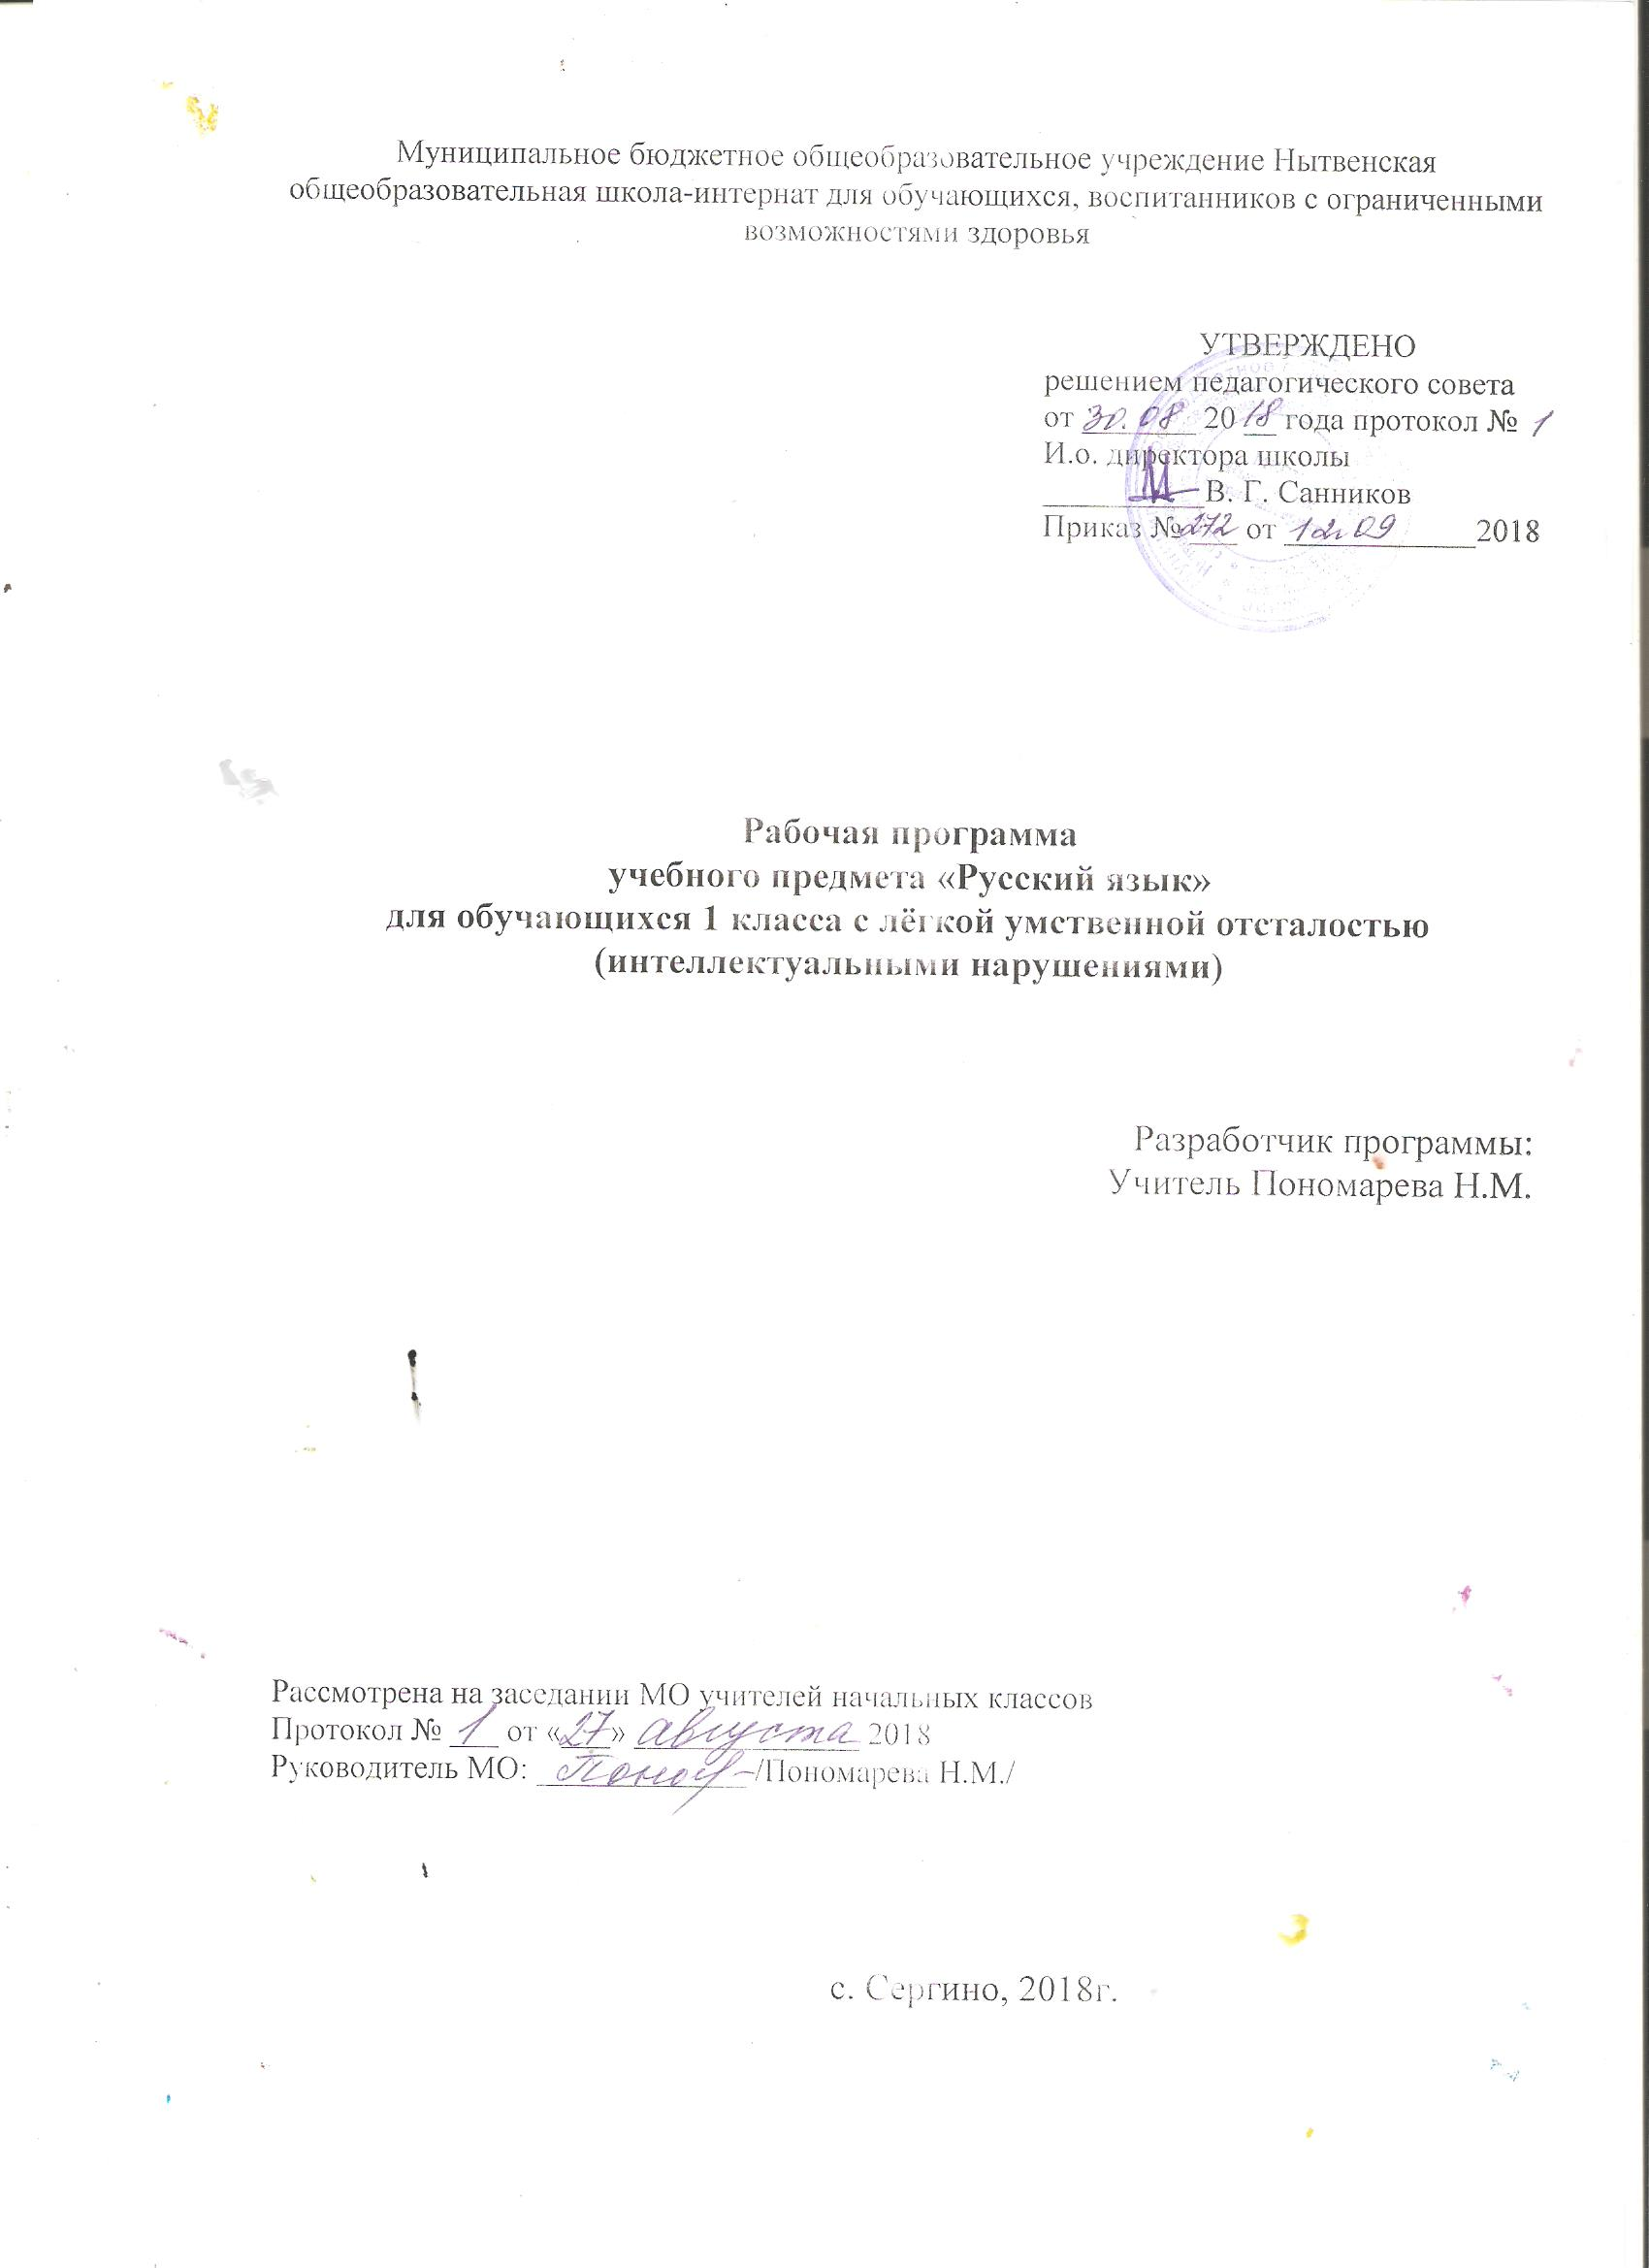 Муниципальное бюджетное общеобразовательное учреждение Нытвенская
общеобразовательная школа-интернат для обучающихся, воспитанников с ограниченными
возможностями здоровья
УТВЕРЖДЕНО
решением педагогического совета
от 30.08 2018 года протокол № 1
И.о. директора школы
В. Г. Санников
Приказ № 272 от 12.09 2018
Рабочая программа
учебного предмета «Русский язык»
для обучающихся 1 класса с лёгкой умственной отсталостью
(интеллектуальными нарушениями)
Разработчик программы:
Учитель Пономарева Н.М.
Рассмотрена на заседании МО учителей начальных классов
Протокол № 1 от «27» августа 2018
Руководитель МО: /Пономарева Н.М./
с. Сергино, 2018г.